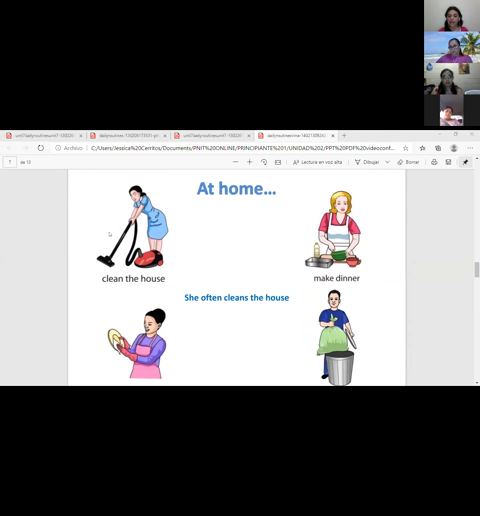 Archivo
C:/Users/Jessica%20Cerritos/Documents/PNIT%20ONLINE/PRINCIPIANTE%201/UNIDAD%202/PPT%20PDF%20videoconf...
de 13
Lectura en voz alta
Dibujar
Borrar
At home...
clean the house
make dinner
She often cleans the house